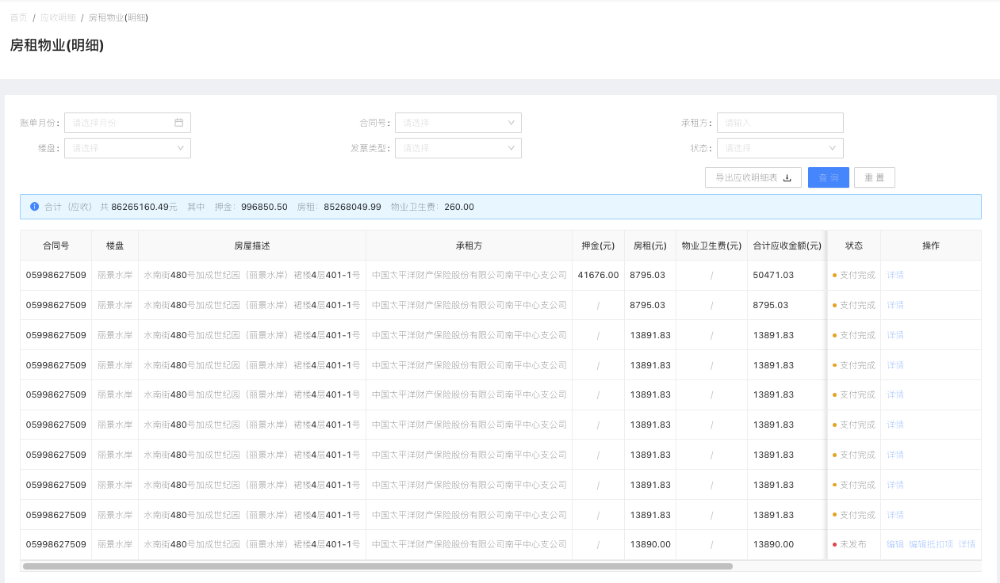 首页 / 应收明细 / 房租物业(明细)
房租物业(明细)
账单月份: 请选择月份 合同号: 请选择 承租方: 请输入
楼盘: 请选择 发票类型: 请选择 状态: 请选择
导出应收明细表 查 询 重 置
合计（应收） 共 86265160.49元 其中 押金: 996850.50 房租: 85268049.99 物业卫生费: 260.00
合同号 楼盘 房屋描述 承租方 押金(元) 房租(元) 物业卫生费(元) 合计应收金额(元) 状态 操作
05998627509 丽景水岸 水南街480号加成世纪园（丽景水岸）裙楼4层401-1号 中国太平洋财产保险股份有限公司南平中心支公司 41676.00 8795.03 / 50471.03 支付完成 详情
05998627509 丽景水岸 水南街480号加成世纪园（丽景水岸）裙楼4层401-1号 中国太平洋财产保险股份有限公司南平中心支公司 / 8795.03 / 8795.03 支付完成 详情
05998627509 丽景水岸 水南街480号加成世纪园（丽景水岸）裙楼4层401-1号 中国太平洋财产保险股份有限公司南平中心支公司 / 13891.83 / 13891.83 支付完成 详情
05998627509 丽景水岸 水南街480号加成世纪园（丽景水岸）裙楼4层401-1号 中国太平洋财产保险股份有限公司南平中心支公司 / 13891.83 / 13891.83 支付完成 详情
05998627509 丽景水岸 水南街480号加成世纪园（丽景水岸）裙楼4层401-1号 中国太平洋财产保险股份有限公司南平中心支公司 / 13891.83 / 13891.83 支付完成 详情
05998627509 丽景水岸 水南街480号加成世纪园（丽景水岸）裙楼4层401-1号 中国太平洋财产保险股份有限公司南平中心支公司 / 13891.83 / 13891.83 支付完成 详情
05998627509 丽景水岸 水南街480号加成世纪园（丽景水岸）裙楼4层401-1号 中国太平洋财产保险股份有限公司南平中心支公司 / 13891.83 / 13891.83 支付完成 详情
05998627509 丽景水岸 水南街480号加成世纪园（丽景水岸）裙楼4层401-1号 中国太平洋财产保险股份有限公司南平中心支公司 / 13891.83 / 13891.83 支付完成 详情
05998627509 丽景水岸 水南街480号加成世纪园（丽景水岸）裙楼4层401-1号 中国太平洋财产保险股份有限公司南平中心支公司 / 13891.83 / 13891.83 支付完成 详情
05998627509 丽景水岸 水南街480号加成世纪园（丽景水岸）裙楼4层401-1号 中国太平洋财产保险股份有限公司南平中心支公司 / 13890.00 / 13890.00 未发布 编辑 编辑抵扣项 详情